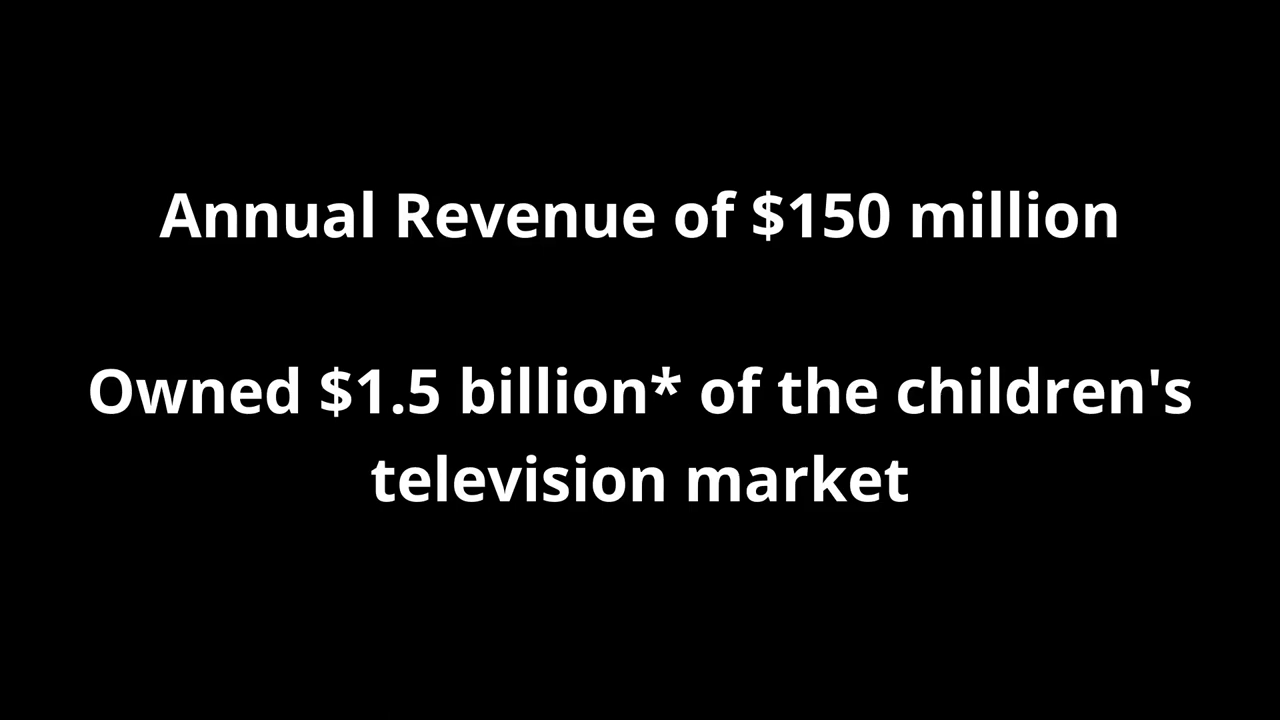 Annual Revenue of $150 million
Owned $1.5 billion* of the children's
television market